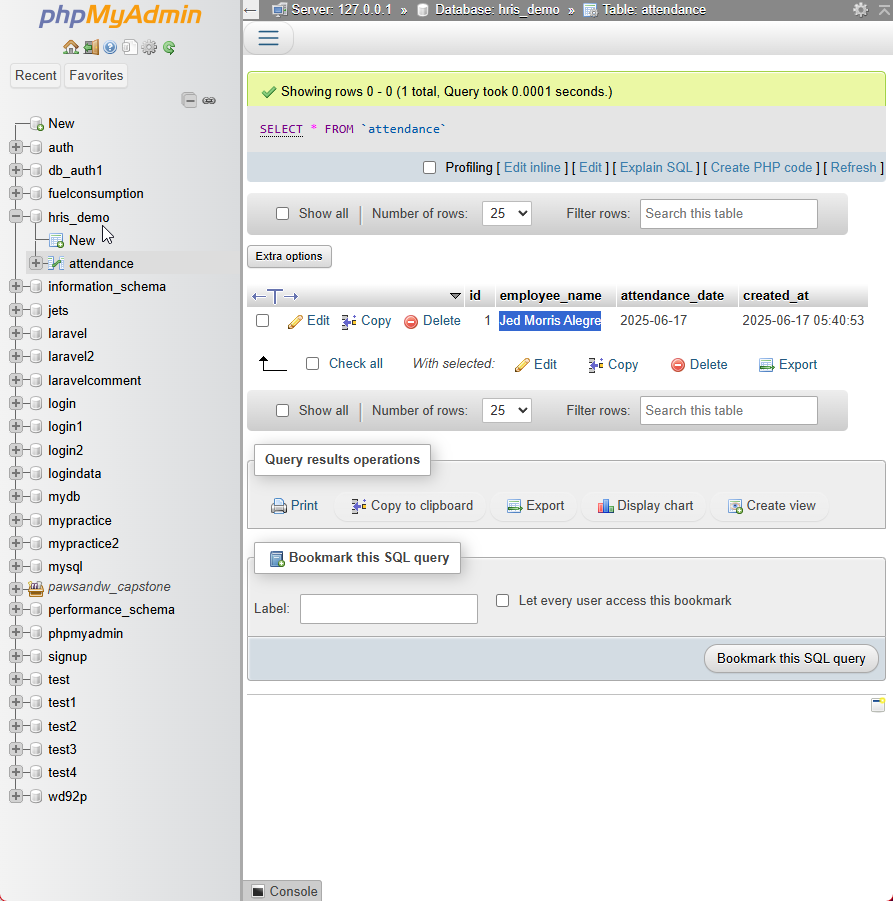 phpMyAdmin
Recent Favorites
New
auth
db_auth1
fuelconsumption
hris_demo
New
attendance
information_schema
jets
laravel
laravel2
laravelcomment
login
login1
login2
logindata
mydb
mypractice
mypractice2
mysql
pawsandw_capstone
performance_schema
phpmyadmin
signup
test
test1
test2
test3
test4
wd92p
Server: 127.0.0.1 » Database: hris_demo » Table: attendance
Showing rows 0 - 0 (1 total, Query took 0.0001 seconds.)
SELECT * FROM `attendance`
Profiling [ Edit inline ] [ Edit ] [ Explain SQL ] [ Create PHP code ] [ Refresh ]
Show all | Number of rows: 25 Filter rows: Search this table
Extra options
id employee_name attendance_date created_at
Edit Copy Delete 1 Jed Morris Alegre 2025-06-17 2025-06-17 05:40:53
Check all With selected: Edit Copy Delete Export
Show all | Number of rows: 25 Filter rows: Search this table
Query results operations
Print Copy to clipboard Export Display chart Create view
Bookmark this SQL query
Label: Let every user access this bookmark
Bookmark this SQL query
Console